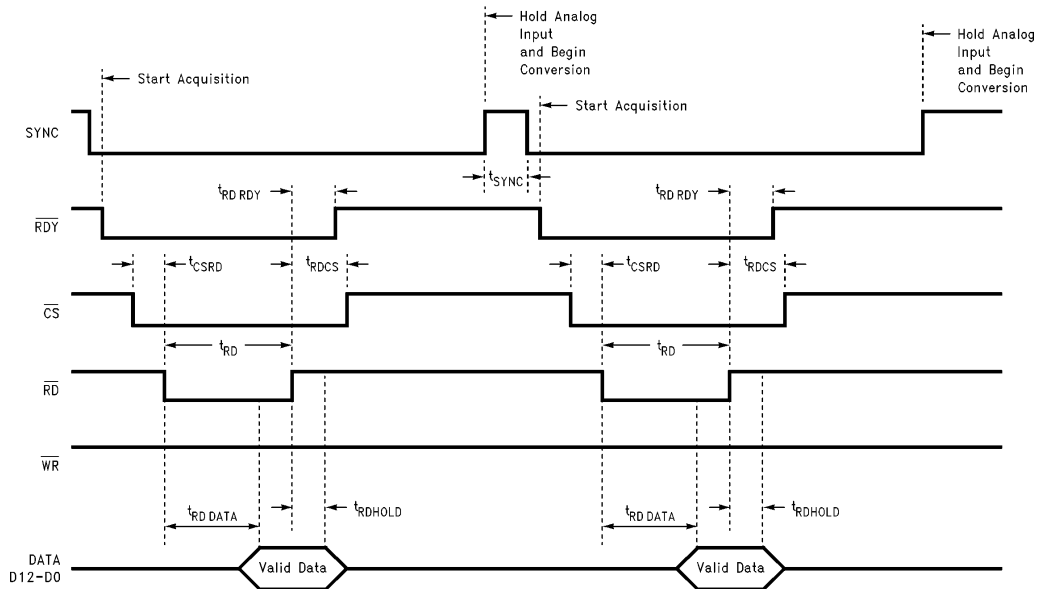 Hold Analog
Input
and Begin
Conversion
Hold Analog
Input
and Begin
Conversion
Start Acquisition
Start Acquisition
SYNC
tSYNC
tRD RDY
tRD RDY
RDY
tCSRD
tRDCS
tCSRD
tRDCS
CS
tRD
tRD
RD
WR
tRD DATA
tRDHOLD
tRD DATA
tRDHOLD
DATA
D12-D0
Valid Data
Valid Data